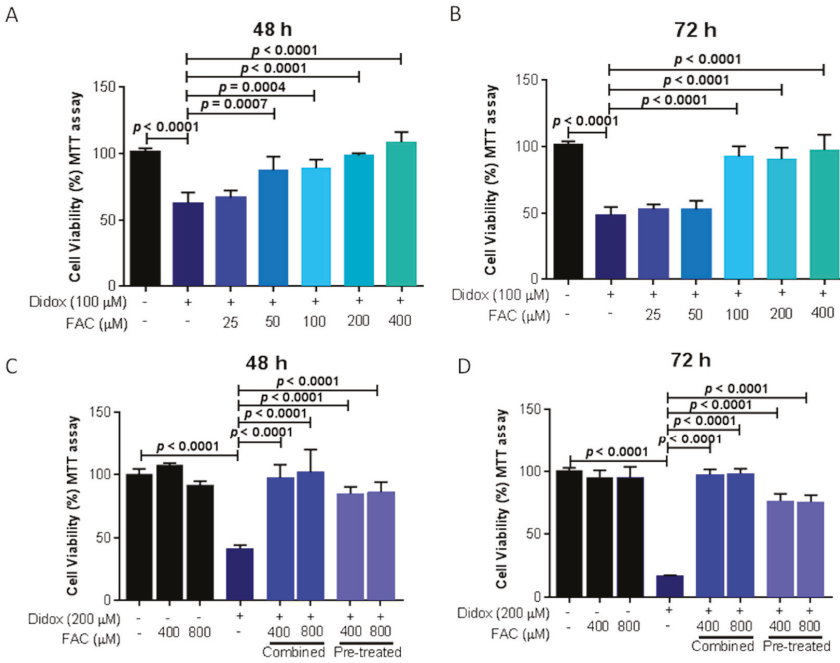 A
48 h
p < 0.0001
p < 0.0001
p = 0.0004
p = 0.0007
p < 0.0001
150
100
50
0
Cell Viability (%) MTT assay
Didox (100 µM) - + + + + + +
FAC (µM) - - 25 50 100 200 400
B
72 h
p < 0.0001
p < 0.0001
p < 0.0001
p < 0.0001
150
100
50
0
Cell Viability (%) MTT assay
Didox (100 µM) - + + + + + +
FAC (µM) - - 25 50 100 200 400
C
48 h
p < 0.0001
p < 0.0001
p < 0.0001
p < 0.0001
p < 0.0001
150
100
50
0
Cell Viability (%) MTT assay
Didox (200 µM) - - - + + + + +
FAC (µM) - 400 800 - 400 800 400 800
Combined Pre-treated
D
72 h
p < 0.0001
p < 0.0001
p < 0.0001
p < 0.0001
p < 0.0001
150
100
50
0
Cell Viability (%) MTT assay
Didox (200 µM) - - - + + + + +
FAC (µM) - 400 800 - 400 800 400 800
Combined Pre-treated